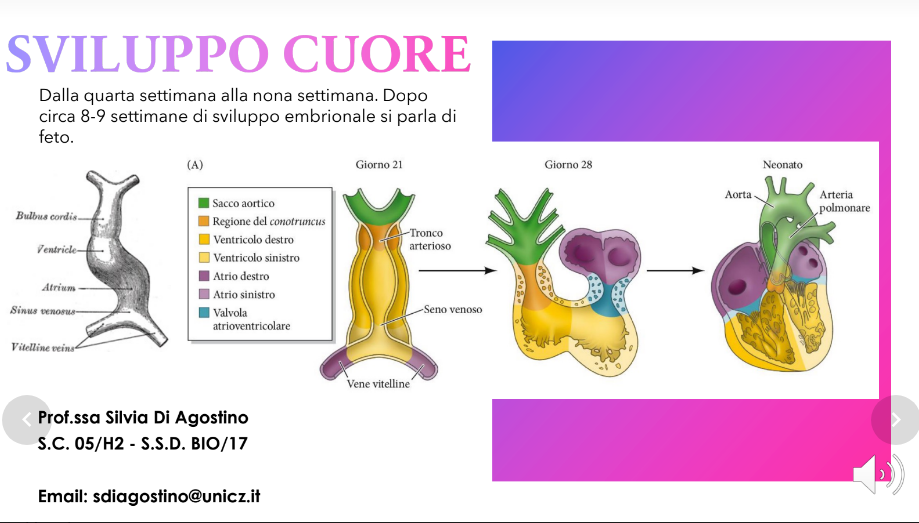 SVILUPPO CUORE
Dalla quarta settimana alla nona settimana. Dopo
circa 8-9 settimane di sviluppo embrionale si parla di
feto.
Bulbus cordis
Ventricle
Atrium
Sinus venosus
Vitelline veins
(A)
Sacco aortico
Regione del conotruncus
Ventricolo destro
Ventricolo sinistro
Atrio destro
Atrio sinistro
Valvola
atrioventricolare
Giorno 21
Tronco
arterioso
Seno venoso
Vene vitelline
Giorno 28
Neonato
Aorta
Arteria
polmonare
Prof.ssa Silvia Di Agostino
S.C. 05/H2 - S.S.D. BIO/17
Email: sdiagostino@unicz.it